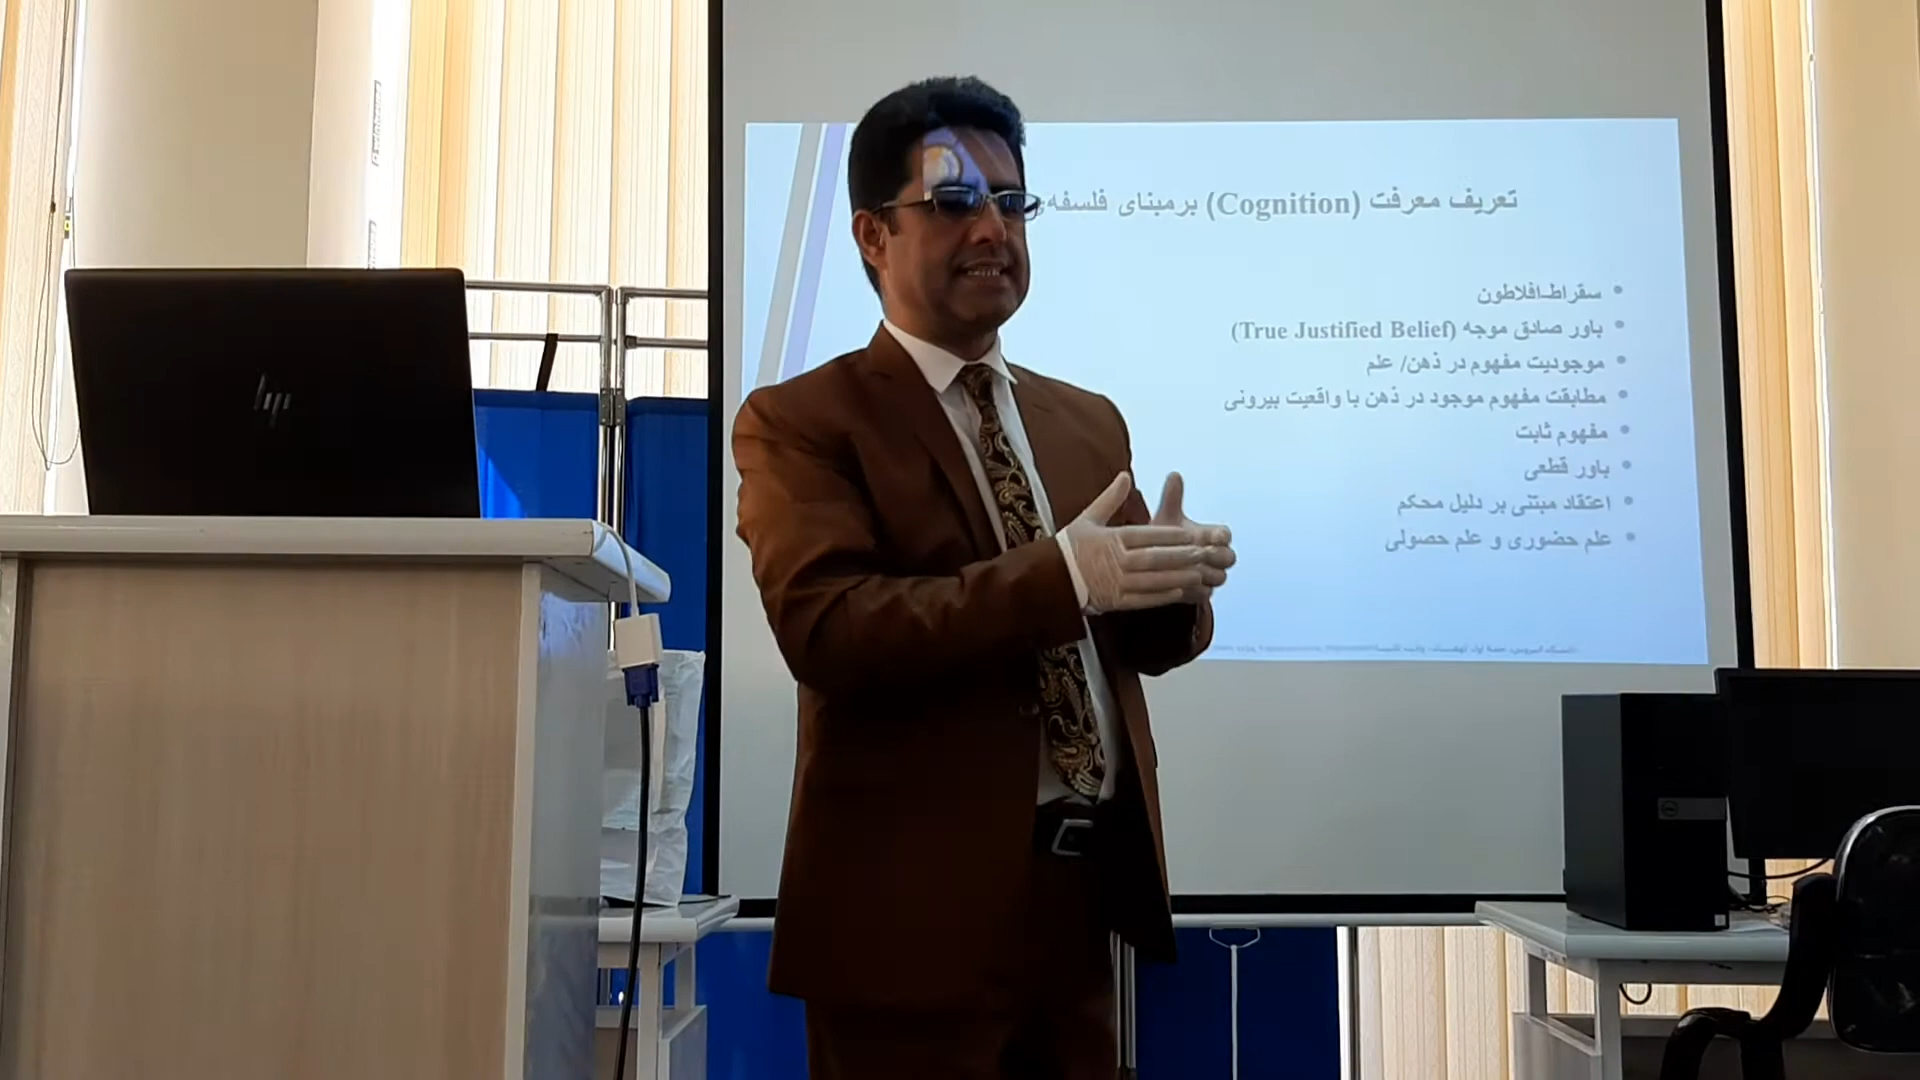 تعریف معرفت (Cognition) برمبنای فلسفه‌ی
سقراط-افلاطون
باور صادق موجه (True Justified Belief)
موجودیت مفهوم در ذهن/ علم
مطابقت مفهوم موجود در ذهن با واقعیت بیرونی
مفهوم ثابت
باور قطعی
اعتقاد مبتنی بر دلیل محکم
علم حضوری و علم حصولی
hp
DELL